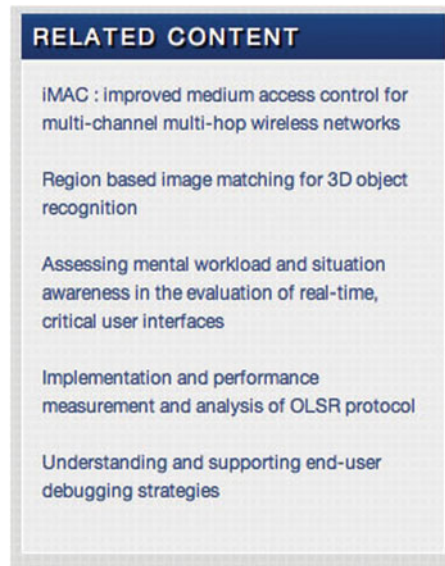 RELATED CONTENT
iMAC : improved medium access control for
multi-channel multi-hop wireless networks
Region based image matching for 3D object
recognition
Assessing mental workload and situation
awareness in the evaluation of real-time,
critical user interfaces
Implementation and performance
measurement and analysis of OLSR protocol
Understanding and supporting end-user
debugging strategies